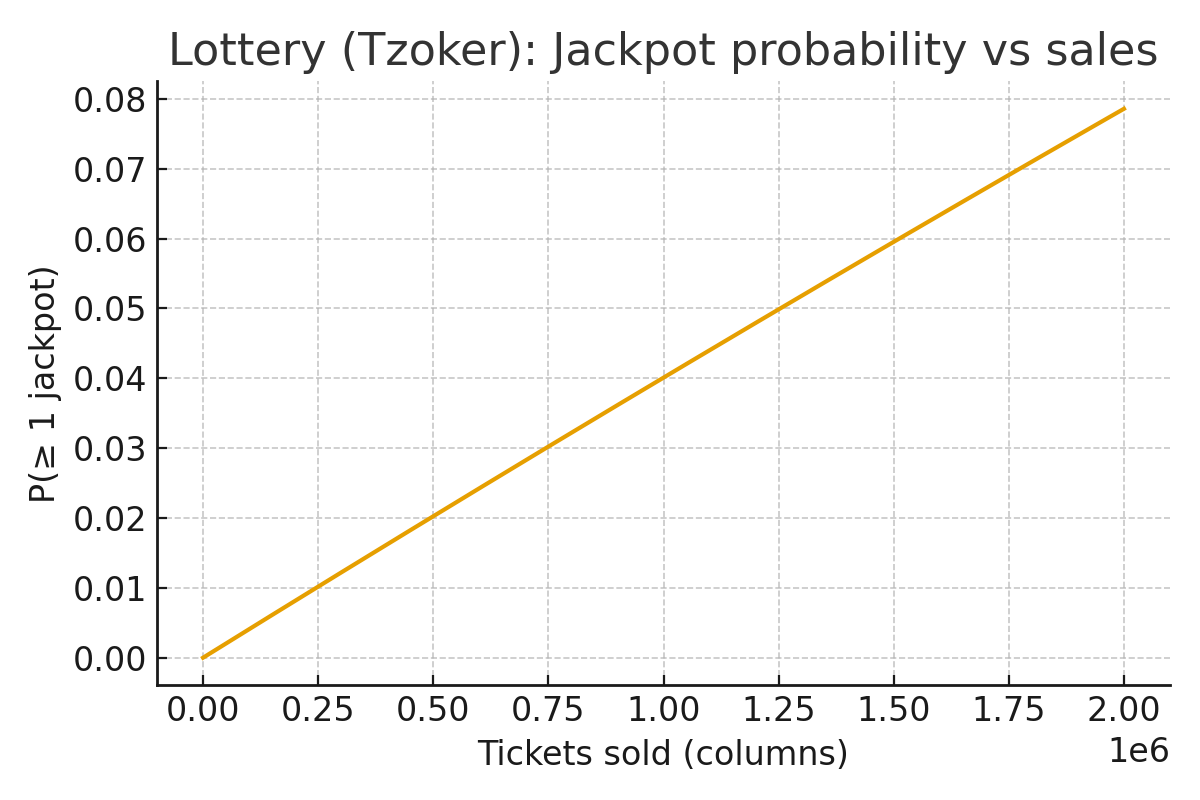 Lottery (Tzoker): Jackpot probability vs sales
P(≥ 1 jackpot)
0.08
0.07
0.06
0.05
0.04
0.03
0.02
0.01
0.00
0.00 0.25 0.50 0.75 1.00 1.25 1.50 1.75 2.00
1e6
Tickets sold (columns)